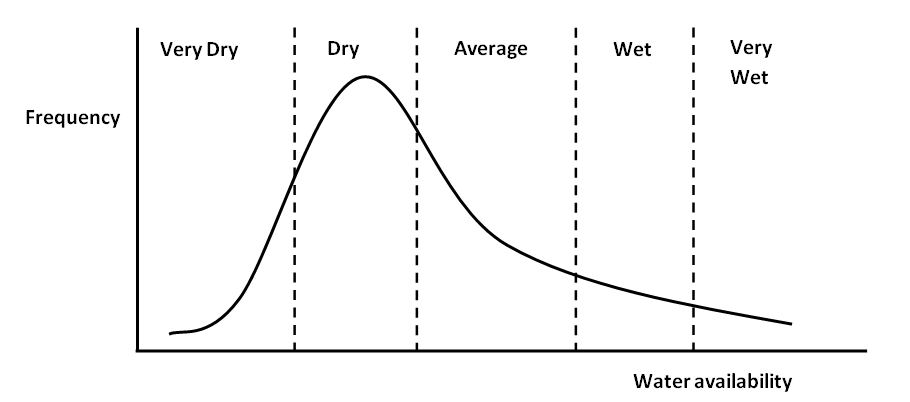 Very Dry
Dry
Average
Wet
Very
Wet
Frequency
Water availability